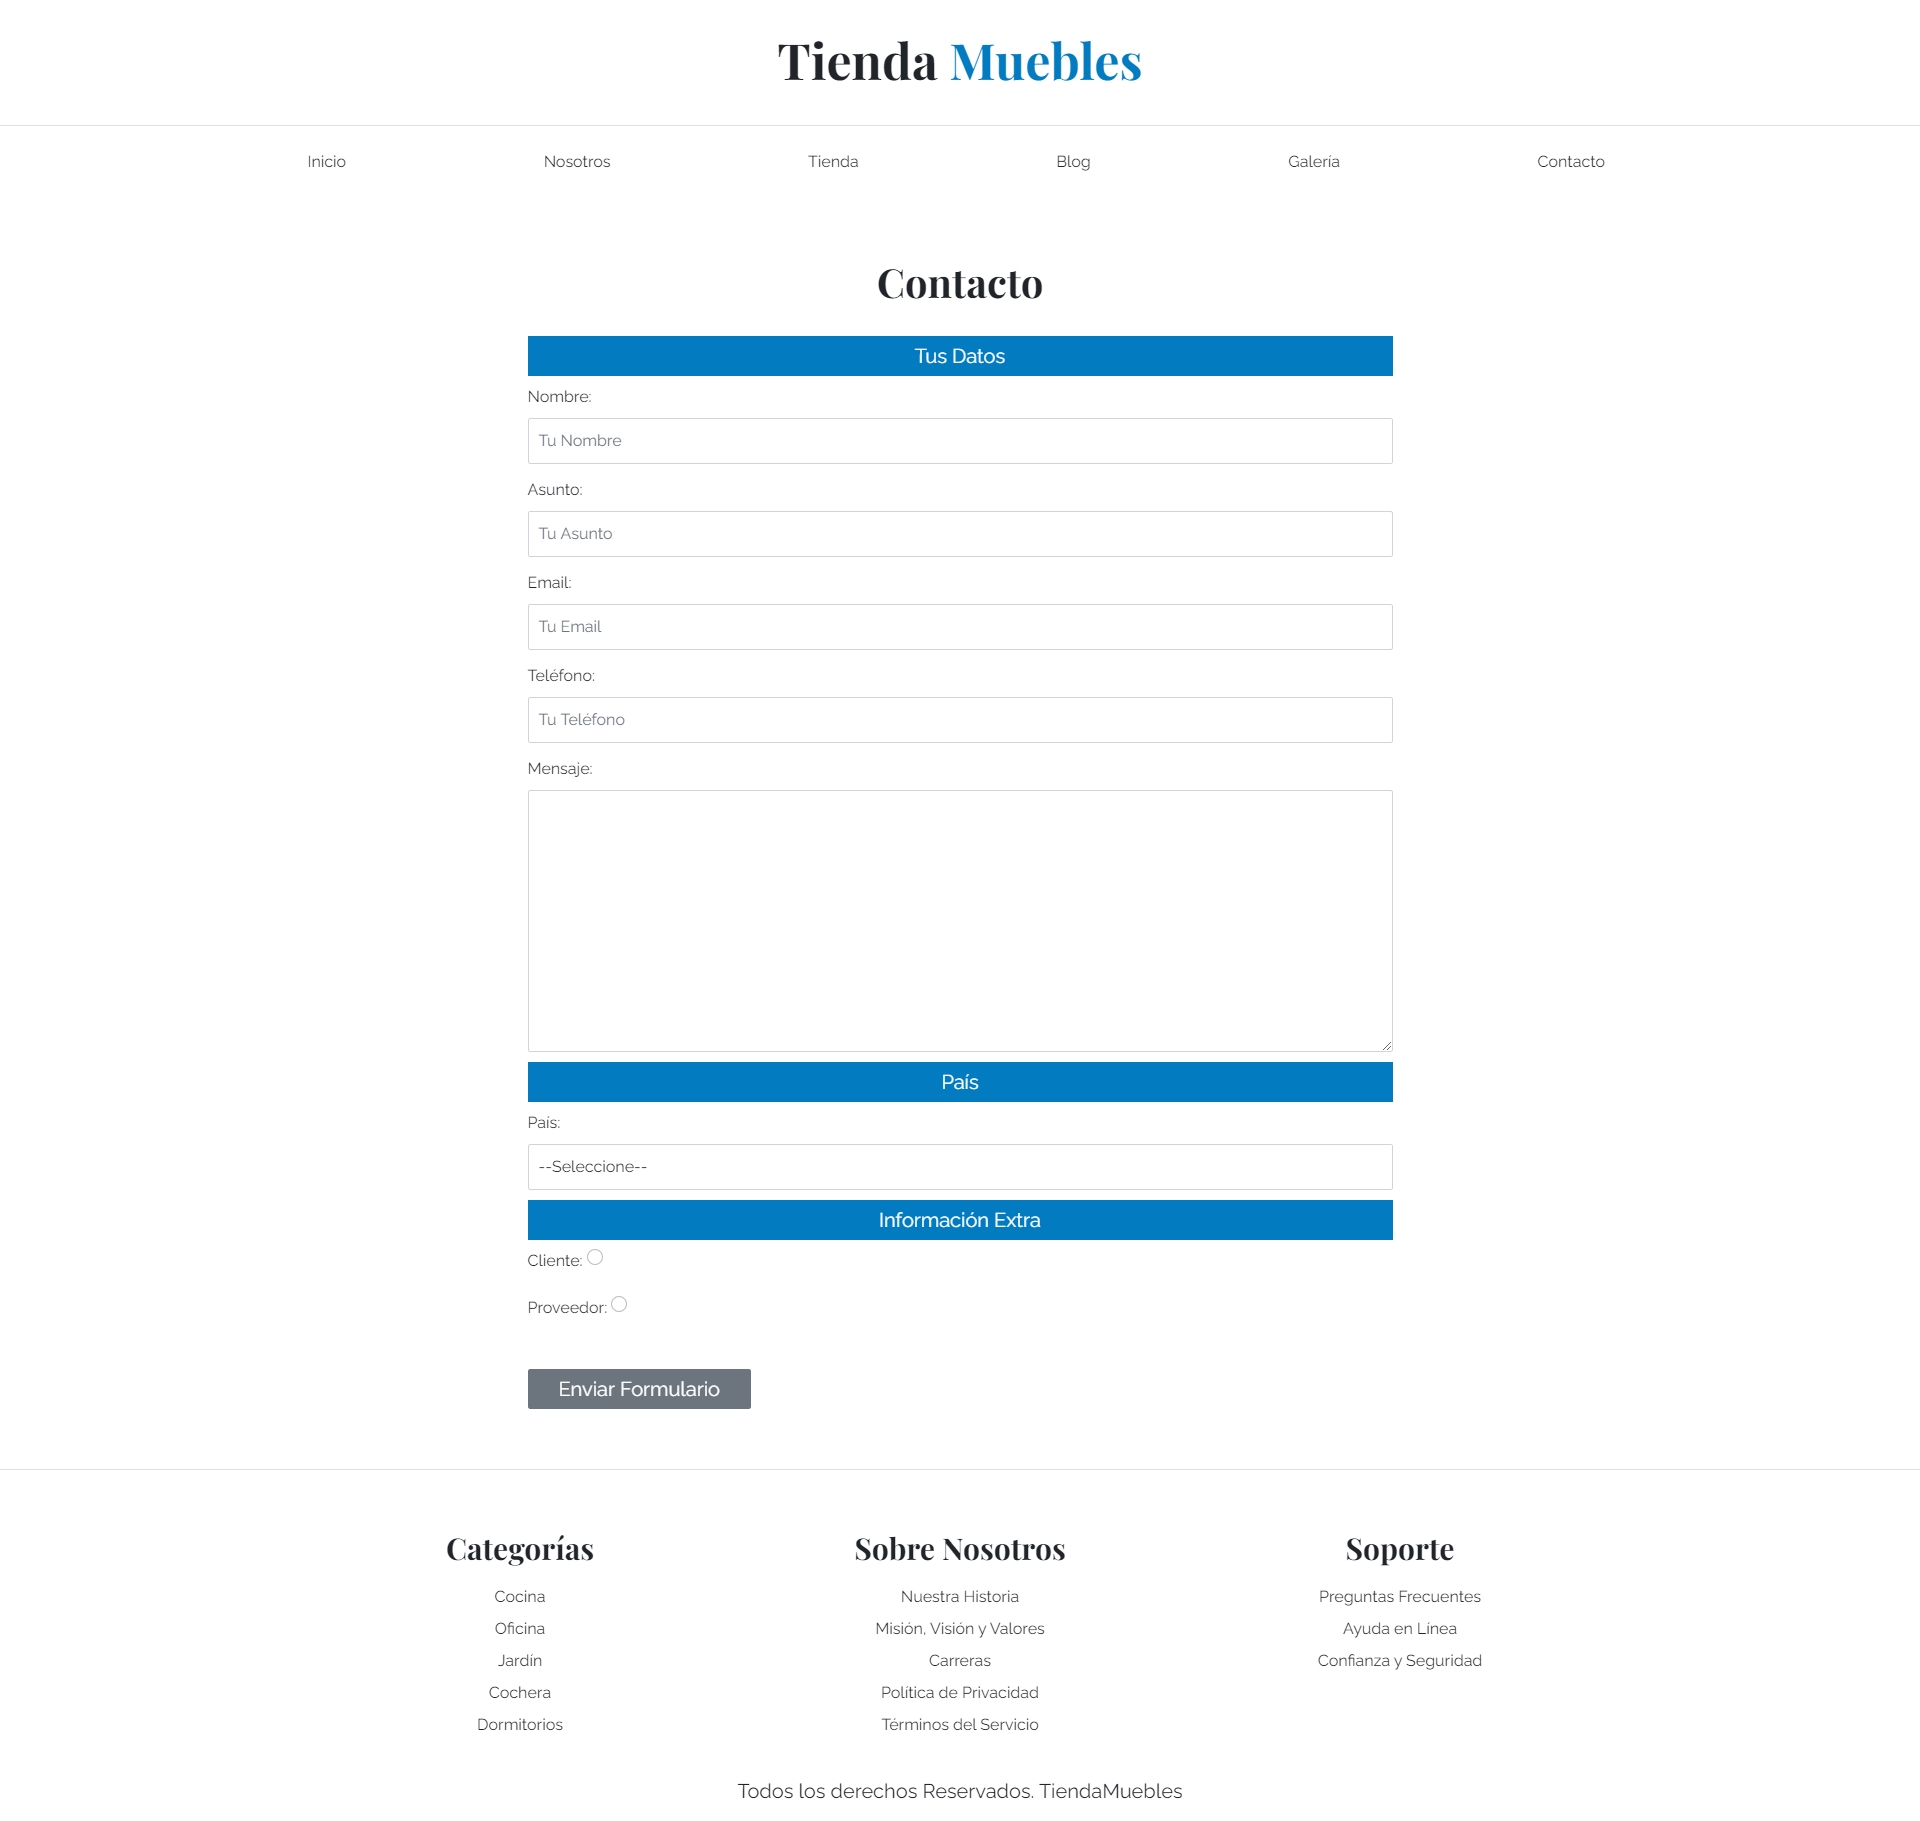 Tienda Muebles
Inicio Nosotros Tienda Blog Galería Contacto
Contacto
Tus Datos
Nombre:
Tu Nombre
Asunto:
Tu Asunto
Email:
Tu Email
Teléfono:
Tu Teléfono
Mensaje:
País
País:
--Seleccione--
Información Extra
Cliente:
Proveedor:
Enviar Formulario
Categorías
Cocina
Oficina
Jardín
Cochera
Dormitorios
Sobre Nosotros
Nuestra Historia
Misión, Visión y Valores
Carreras
Política de Privacidad
Términos del Servicio
Soporte
Preguntas Frecuentes
Ayuda en Línea
Confianza y Seguridad
Todos los derechos Reservados. TiendaMuebles